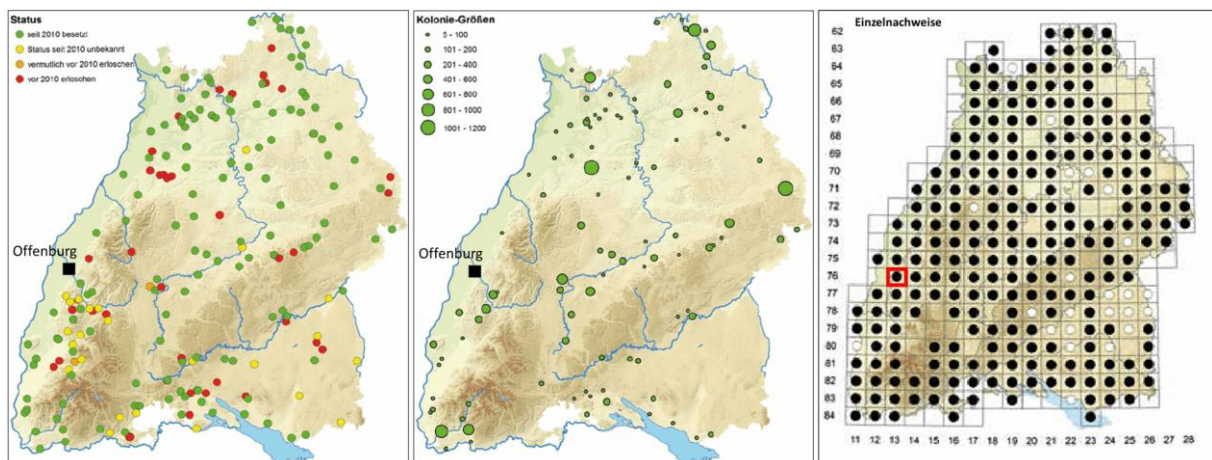 Status
seit 2010 besetzt
Status seit 2010 unbekannt
vermutlich vor 2010 erloschen
vor 2010 erloschen
Offenburg
Kolonie-Größen
5 - 100
101 - 200
201 - 400
401 - 600
601 - 800
801 - 1000
1001 - 1200
Offenburg
Einzelnachweise
62
63
64
65
66
67
68
69
70
71
72
73
74
75
76
77
78
79
80
81
82
83
84
11 12 13 14 15 16 17 18 19 20 21 22 23 24 25 26 27 28